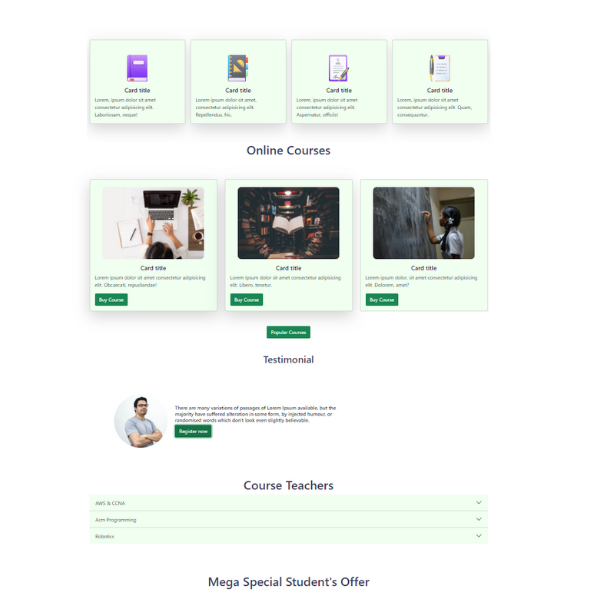 Card title
Lorem, ipsum dolor sit amet
consectetur adipisicing elit.
Laboriosam, neque!
Card title
Lorem ipsum dolor sit amet,
consectetur adipisicing elit.
Repellendus, hic.
Card title
Lorem ipsum dolor sit amet
consectetur adipisicing elit.
Aspernatur, officiis!
Card title
Lorem ipsum dolor sit amet
consectetur adipisicing elit. Quam,
consequuntur.
Online Courses
Card title
Lorem ipsum dolor sit amet consectetur adipisicing
elit. Obcaecati, repudiandae!
Buy Course
Card title
Lorem ipsum dolor sit amet consectetur adipisicing
elit. Libero, tenetur.
Buy Course
Card title
Lorem ipsum dolor sit amet consectetur adipisicing
elit. Dolorem, amet?
Buy Course
Popular Courses
Testimonial
There are many variations of passages of Lorem Ipsum available, but the
majority have suffered alteration in some form, by injected humour, or
randomised words which don't look even slightly believable.
Register now
Course Teachers
AWS & CCNA
Acm Programming
Robotics
Mega Special Student's Offer